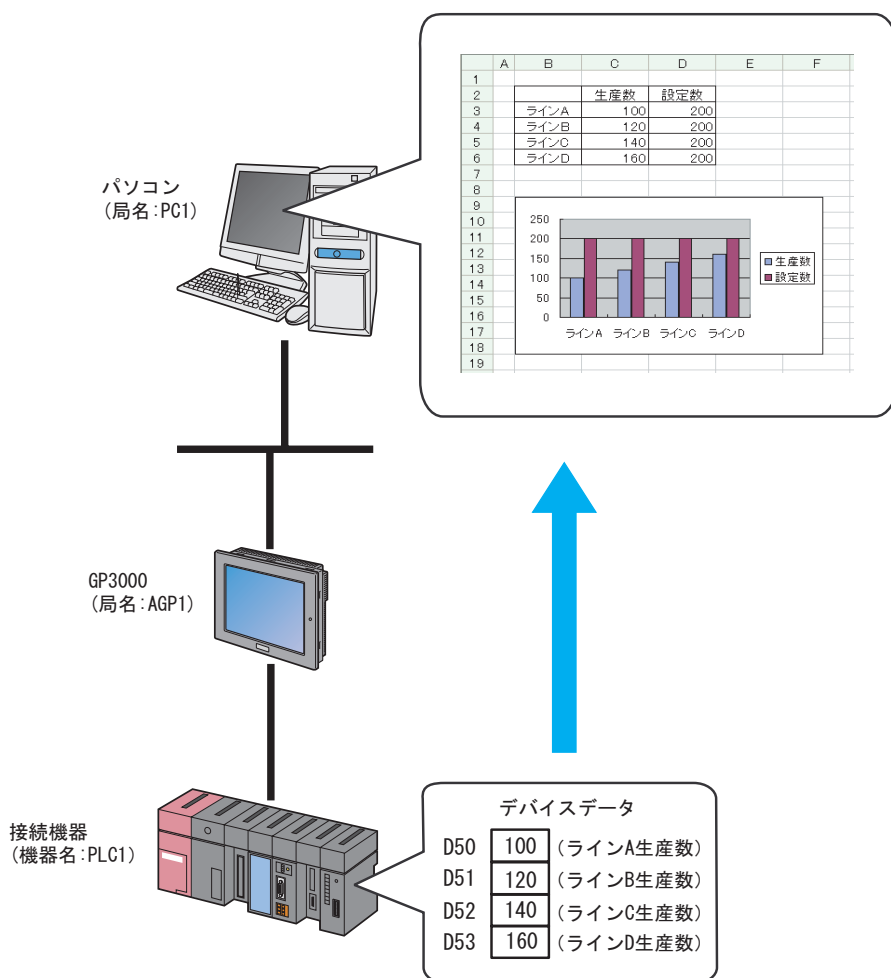 A B C D E F
1
2 生産数 設定数
3 ラインA 100 200
4 ラインB 120 200
5 ラインC 140 200
6 ラインD 160 200
7
8
9
10
11
12
13
14
15
16
17
18
19
250
200
150
100
50
0
ラインA ラインB ラインC ラインD
生産数
設定数
パソコン
(局名:PC1)
GP3000
(局名:AGP1)
接続機器
(機器名:PLC1)
デバイスデータ
D50 100 (ラインA生産数)
D51 120 (ラインB生産数)
D52 140 (ラインC生産数)
D53 160 (ラインD生産数)